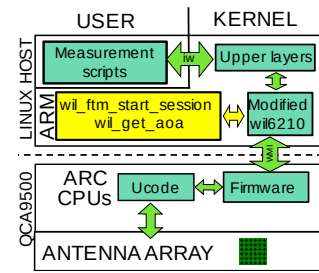 USER
KERNEL
LINUX HOST
Measurement
scripts
iw
Upper layers
ARM
wil_ftm_start_session
wil_get_aoa
Modified
wil6210
WMI
QCA9500
ARC
CPUs
Ucode
Firmware
ANTENNA ARRAY